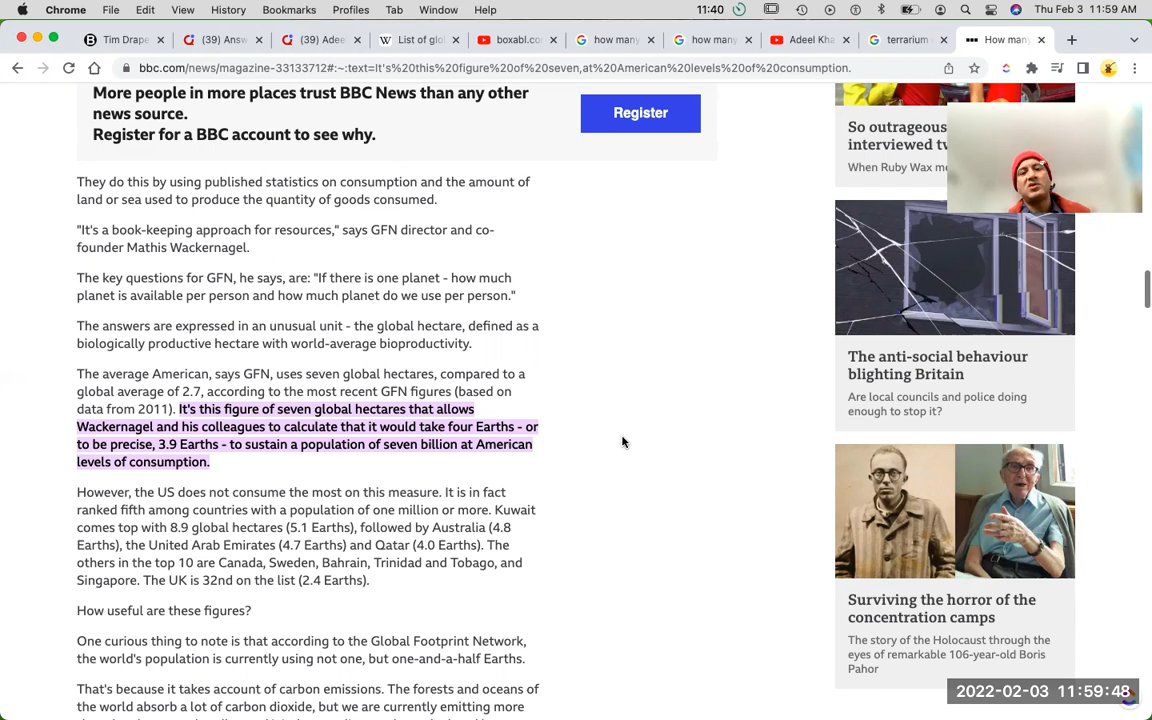 Chrome File Edit View History Bookmarks Profiles Tab Window Help 11:40 Thu Feb 3 11:59 AM
Tim Drape
(39) Answ
(39) Adee
List of glo
boxabl.co
how many
how many
Adeel Kha
terrarium
How many
bbc.com/news/magazine-33133712#:~:text=It's%20this%20figure%20of%20seven,at%20American%20levels%20of%20consumption.
More people in more places trust BBC News than any other
news source.
Register for a BBC account to see why.
Register
They do this by using published statistics on consumption and the amount of
land or sea used to produce the quantity of goods consumed.
"It's a book-keeping approach for resources," says GFN director and co-
founder Mathis Wackernagel.
The key questions for GFN, he says, are: "If there is one planet - how much
planet is available per person and how much planet do we use per person."
The answers are expressed in an unusual unit - the global hectare, defined as a
biologically productive hectare with world-average bioproductivity.
The average American, says GFN, uses seven global hectares, compared to a
global average of 2.7, according to the most recent GFN figures (based on
data from 2011). It's this figure of seven global hectares that allows
Wackernagel and his colleagues to calculate that it would take four Earths - or
to be precise, 3.9 Earths - to sustain a population of seven billion at American
levels of consumption.
However, the US does not consume the most on this measure. It is in fact
ranked fifth among countries with a population of one million or more. Kuwait
comes top with 8.9 global hectares (5.1 Earths), followed by Australia (4.8
Earths), the United Arab Emirates (4.7 Earths) and Qatar (4.0 Earths). The
others in the top 10 are Canada, Sweden, Bahrain, Trinidad and Tobago, and
Singapore. The UK is 32nd on the list (2.4 Earths).
How useful are these figures?
One curious thing to note is that according to the Global Footprint Network,
the world's population is currently using not one, but one-and-a-half Earths.
That's because it takes account of carbon emissions. The forests and oceans of
the world absorb a lot of carbon dioxide, but we are currently emitting more
So outrageous
interviewed tw
When Ruby Wax me
The anti-social behaviour
blighting Britain
Are local councils and police doing
enough to stop it?
Surviving the horror of the
concentration camps
The story of the Holocaust through the
eyes of remarkable 106-year-old Boris
Pahor
2022-02-03 11:59:48